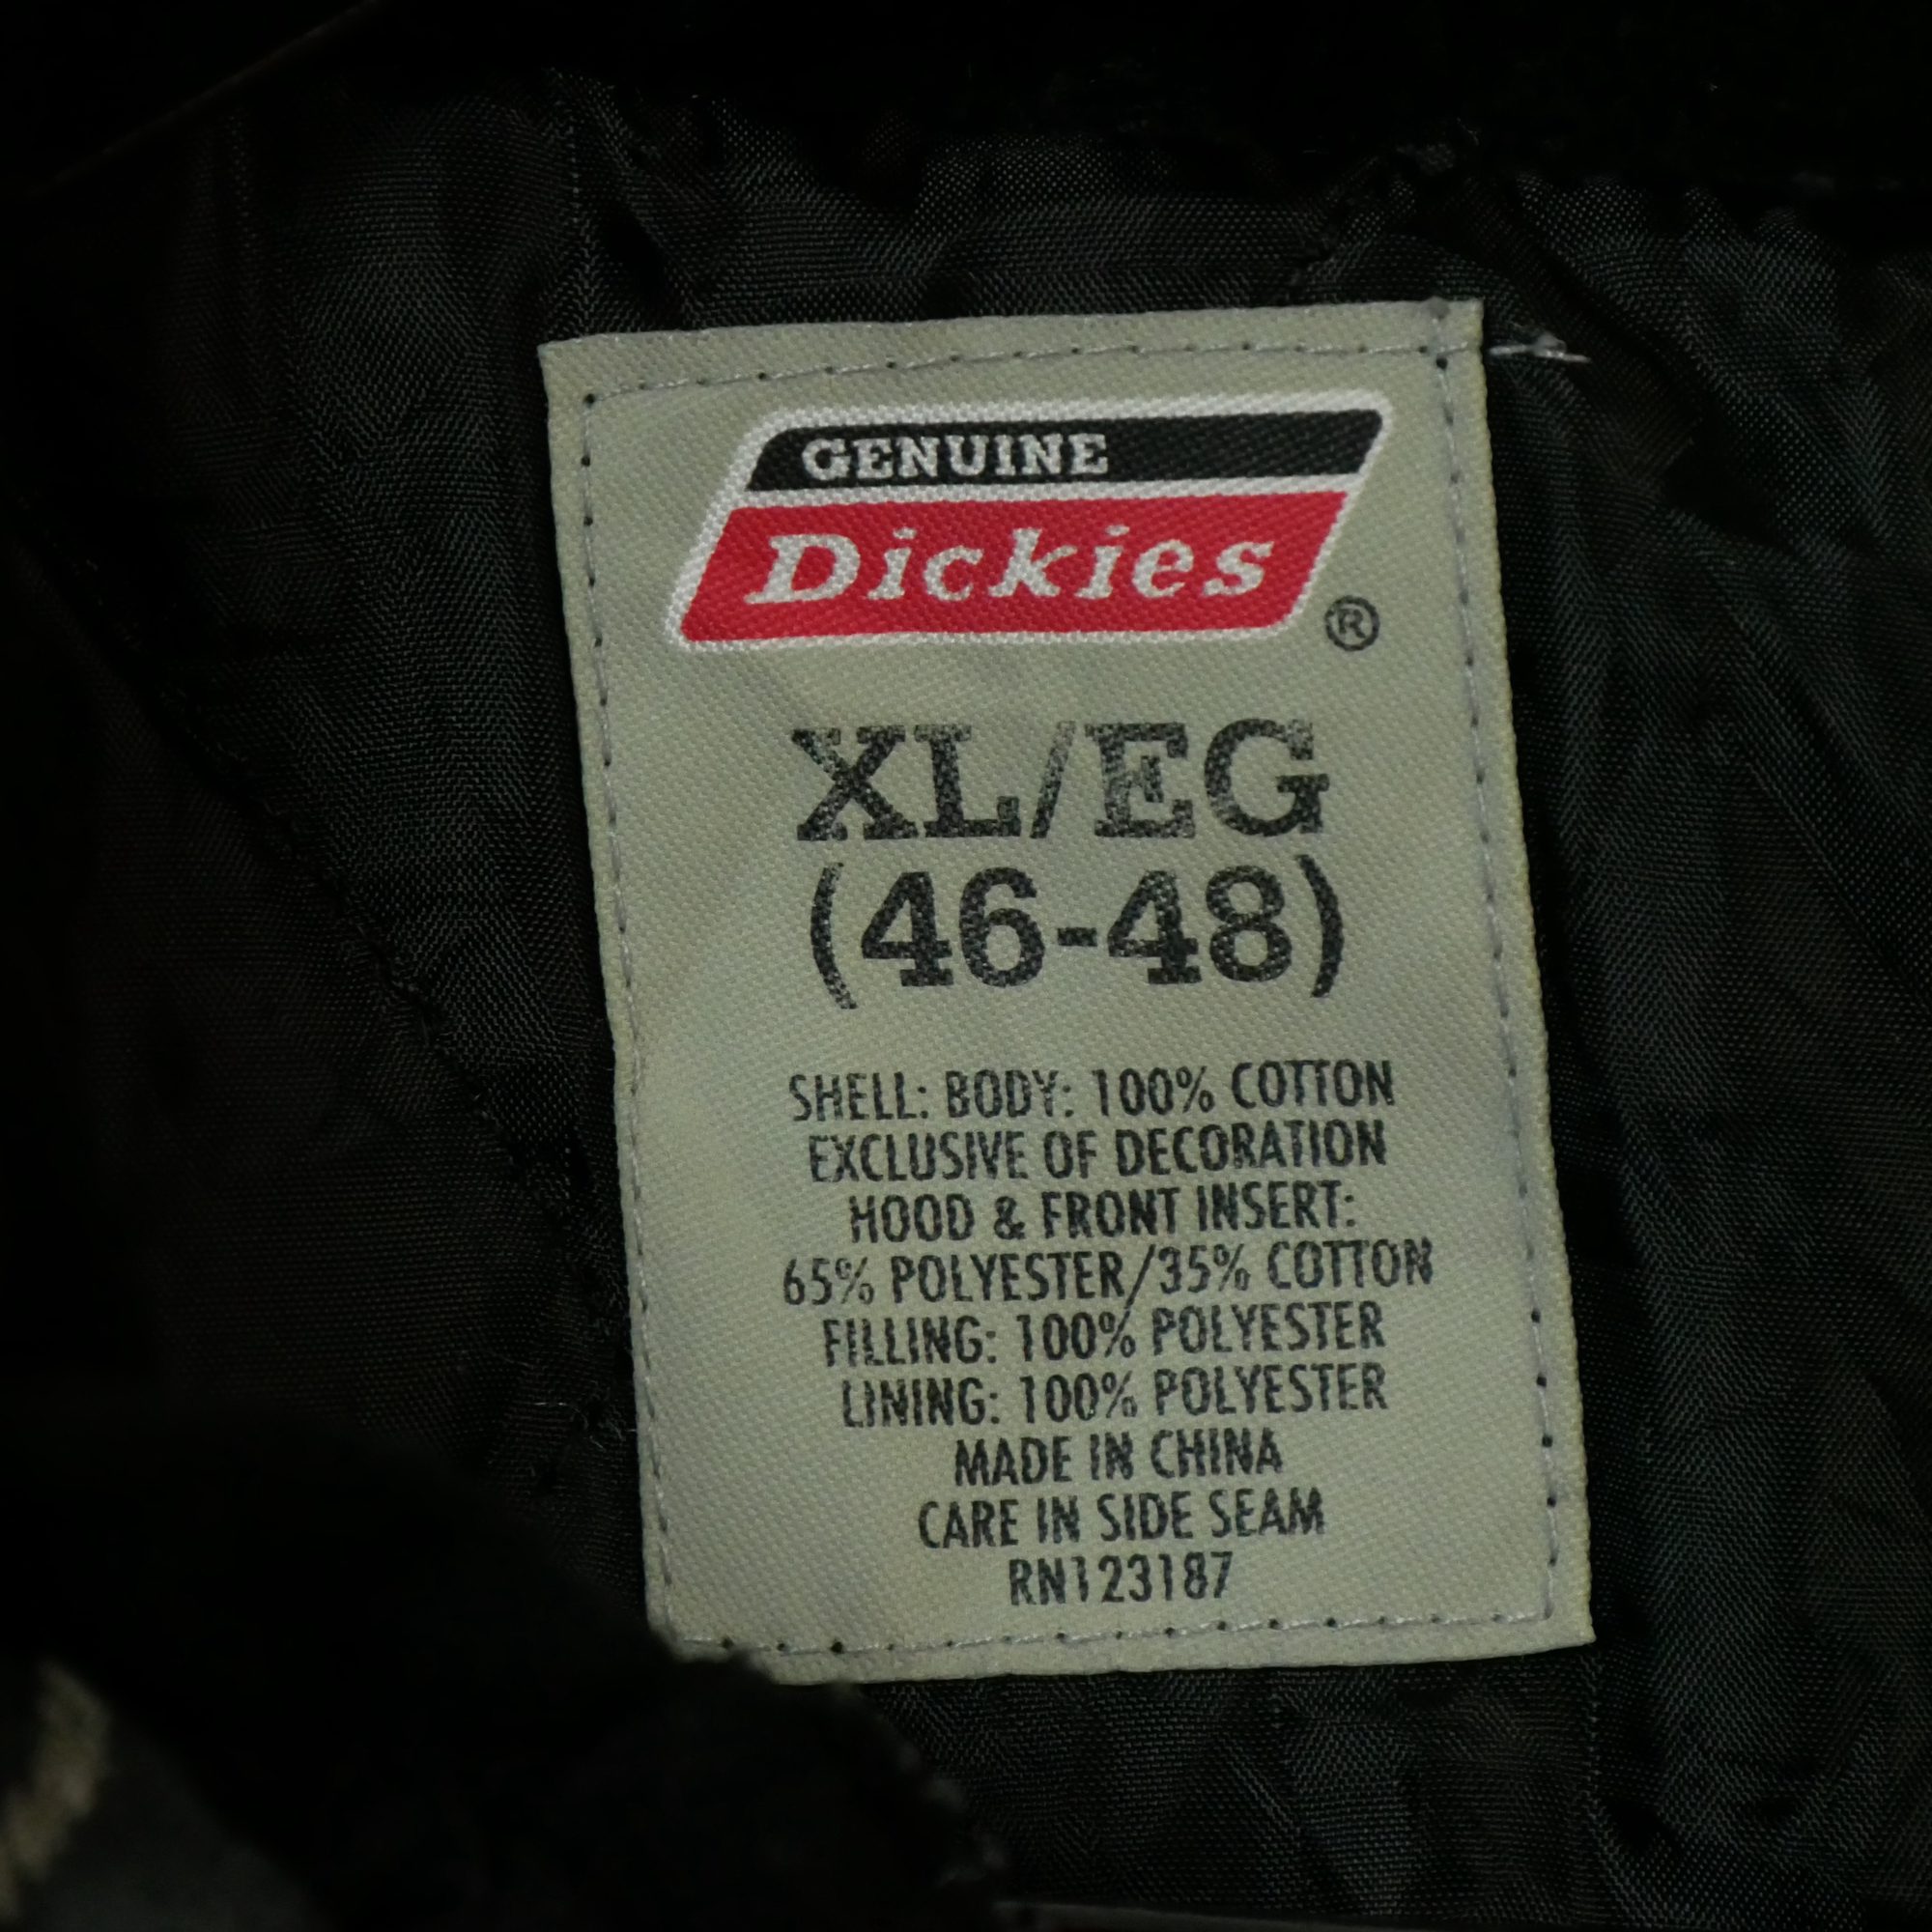 GENUINE
Dickies
®
XL/EG
(46-48)
SHELL: BODY: 100% COTTON
EXCLUSIVE OF DECORATION
HOOD & FRONT INSERT:
65% POLYESTER/35% COTTON
FILLING: 100% POLYESTER
LINING: 100% POLYESTER
MADE IN CHINA
CARE IN SIDE SEAM
RN123187